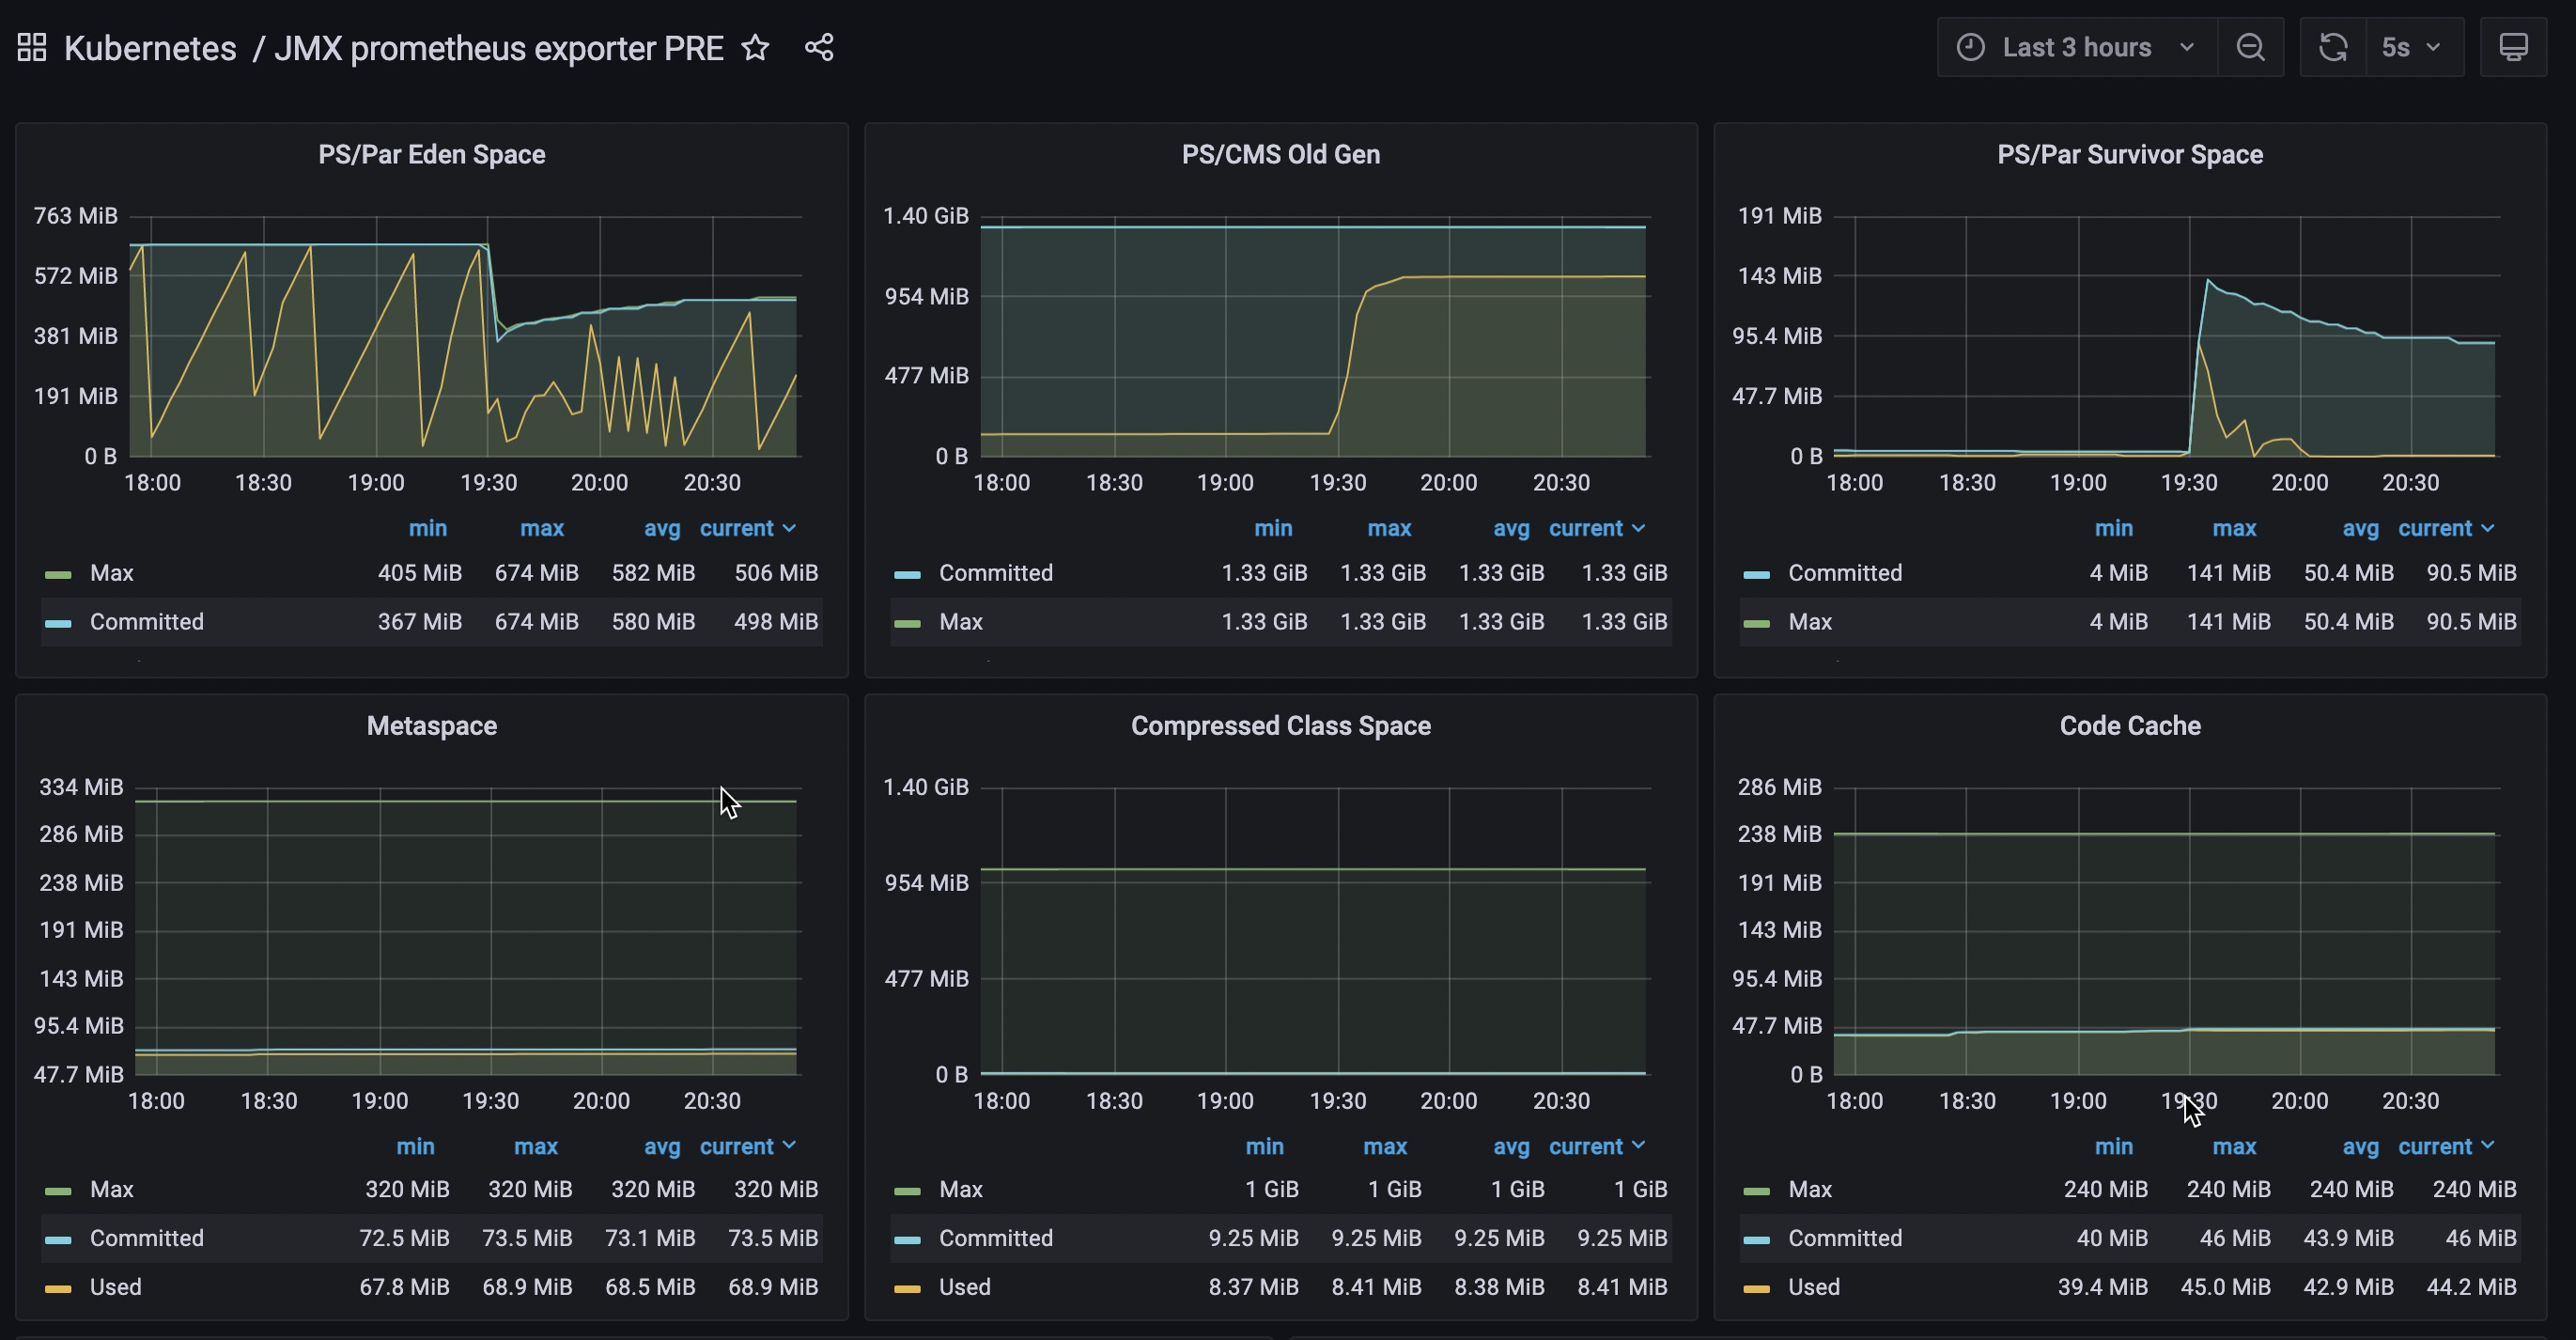 Kubernetes / JMX prometheus exporter PRE
Last 3 hours
5s
PS/Par Eden Space
763 MiB
572 MiB
381 MiB
191 MiB
0 B
18:00 18:30 19:00 19:30 20:00 20:30
min max avg current
Max 405 MiB 674 MiB 582 MiB 506 MiB
Committed 367 MiB 674 MiB 580 MiB 498 MiB
PS/CMS Old Gen
1.40 GiB
954 MiB
477 MiB
0 B
18:00 18:30 19:00 19:30 20:00 20:30
min max avg current
Committed 1.33 GiB 1.33 GiB 1.33 GiB 1.33 GiB
Max 1.33 GiB 1.33 GiB 1.33 GiB 1.33 GiB
PS/Par Survivor Space
191 MiB
143 MiB
95.4 MiB
47.7 MiB
0 B
18:00 18:30 19:00 19:30 20:00 20:30
min max avg current
Committed 4 MiB 141 MiB 50.4 MiB 90.5 MiB
Max 4 MiB 141 MiB 50.4 MiB 90.5 MiB
Metaspace
334 MiB
286 MiB
238 MiB
191 MiB
143 MiB
95.4 MiB
47.7 MiB
18:00 18:30 19:00 19:30 20:00 20:30
min max avg current
Max 320 MiB 320 MiB 320 MiB 320 MiB
Committed 72.5 MiB 73.5 MiB 73.1 MiB 73.5 MiB
Used 67.8 MiB 68.9 MiB 68.5 MiB 68.9 MiB
Compressed Class Space
1.40 GiB
954 MiB
477 MiB
0 B
18:00 18:30 19:00 19:30 20:00 20:30
min max avg current
Max 1 GiB 1 GiB 1 GiB 1 GiB
Committed 9.25 MiB 9.25 MiB 9.25 MiB 9.25 MiB
Used 8.37 MiB 8.41 MiB 8.38 MiB 8.41 MiB
Code Cache
286 MiB
238 MiB
191 MiB
143 MiB
95.4 MiB
47.7 MiB
0 B
18:00 18:30 19:00 19:30 20:00 20:30
min max avg current
Max 240 MiB 240 MiB 240 MiB 240 MiB
Committed 40 MiB 46 MiB 43.9 MiB 46 MiB
Used 39.4 MiB 45.0 MiB 42.9 MiB 44.2 MiB